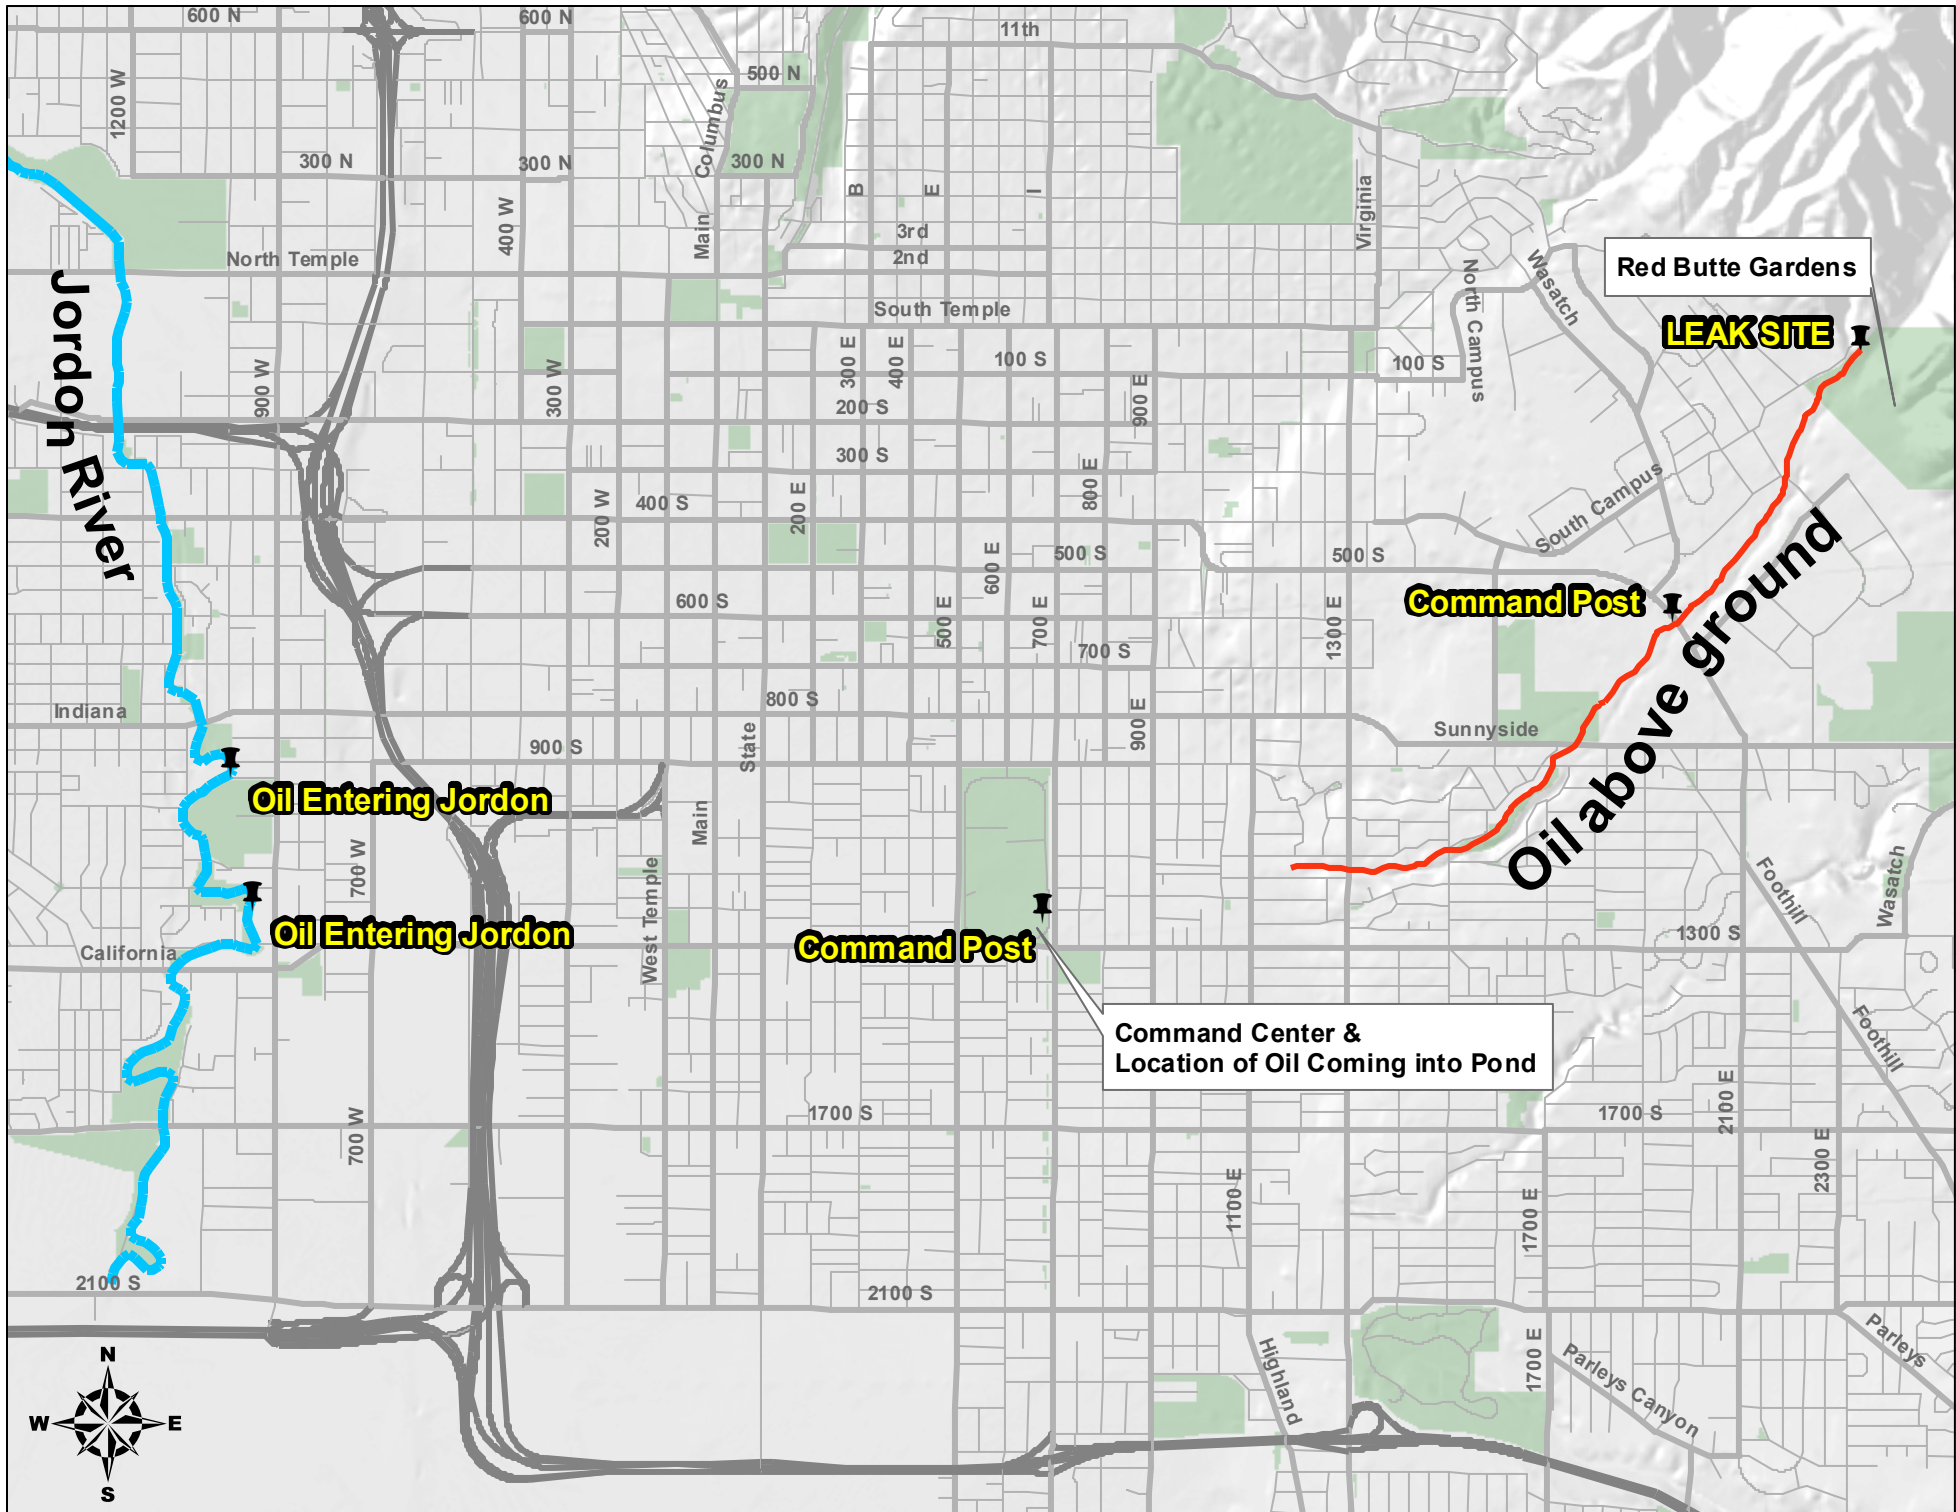 600 N
600 N
11th
500 N
1200 W
Columbus
300 N
300 N
300 N
B
E
I
Virginia
400 W
Main
3rd
2nd
North Temple
Wasatch
Red Butte Gardens
North Campus
South Temple
LEAK SITE
Jordon River
900 W
300 W
300 E
400 E
100 S
900 E
100 S
200 S
300 S
800 E
South Campus
200 W
400 S
200 E
600 E
500 S
500 S
Oil above ground
Command Post
600 S
500 E
700 E
700 S
1300 E
Indiana
800 S
900 S
State
900 E
Sunnyside
Oil Entering Jordon
Main
700 W
West Temple
Foothill
Wasatch
Oil Entering Jordon
California
Command Post
1300 S
Command Center &
Location of Oil Coming into Pond
Foothill
700 W
1700 S
1700 S
2100 E
2300 E
1100 E
1700 E
2100 S
2100 S
Highland
1700 E
Parleys Canyon
Parleys
N
W
E
S